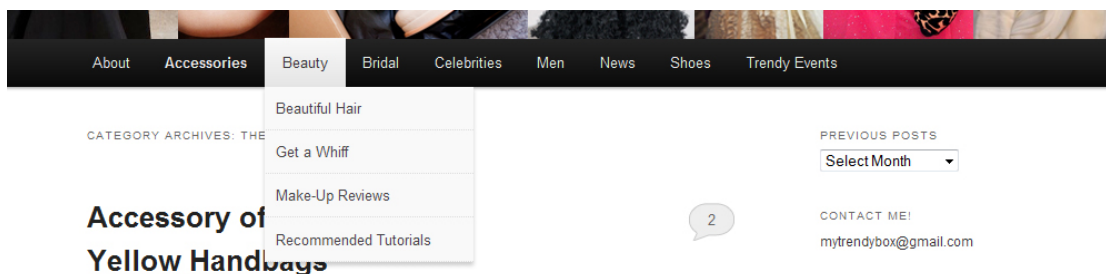 About Accessories Beauty Bridal Celebrities Men News Shoes Trendy Events
Beautiful Hair
Get a Whiff
Make-Up Reviews
Recommended Tutorials
CATEGORY ARCHIVES: THE
Accessory of
Yellow Handbags
2
PREVIOUS POSTS
Select Month
CONTACT ME!
mytrendybox@gmail.com